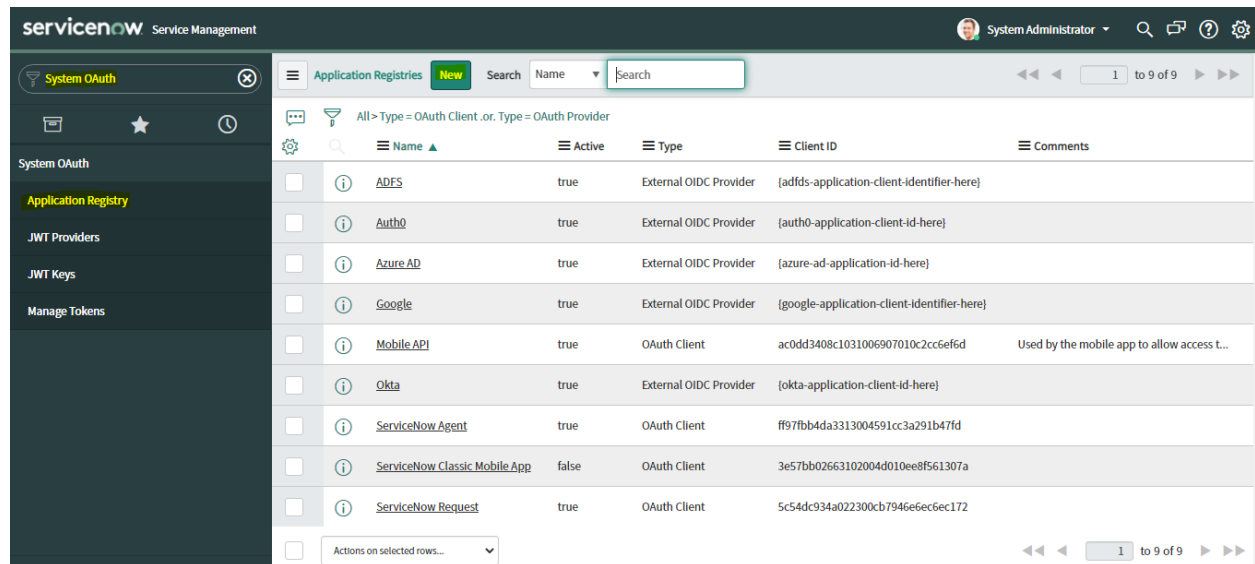 servicenow Service Management
System Administrator
System OAuth
Application Registries New Search Name Search 1 to 9 of 9
All > Type = OAuth Client .or. Type = OAuth Provider
Name Active Type Client ID Comments
System OAuth
Application Registry
JWT Providers
JWT Keys
Manage Tokens
ADFS true External OIDC Provider {adfds-application-client-identifier-here}
Auth0 true External OIDC Provider {auth0-application-client-id-here}
Azure AD true External OIDC Provider {azure-ad-application-id-here}
Google true External OIDC Provider {google-application-client-identifier-here}
Mobile API true OAuth Client ac0dd3408c1031006907010c2cc6ef6d Used by the mobile app to allow access t...
Okta true External OIDC Provider {okta-application-client-id-here}
ServiceNow Agent true OAuth Client ff97fbb4da3313004591cc3a291b47fd
ServiceNow Classic Mobile App false OAuth Client 3e57bb02663102004d010ee8f561307a
ServiceNow Request true OAuth Client 5c54dc934a022300cb7946e6ec6ec172
Actions on selected rows... 1 to 9 of 9